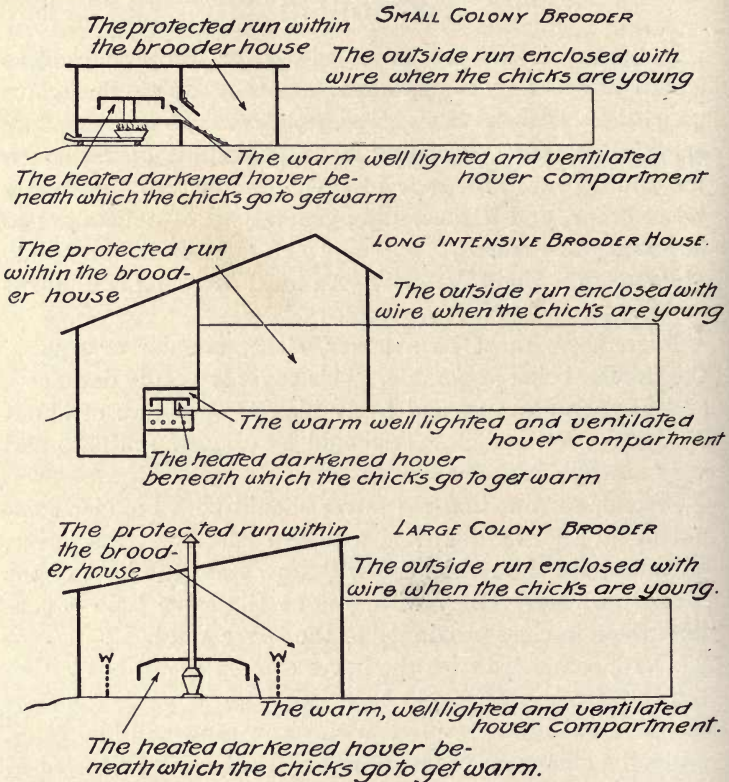 SMALL COLONY BROODER
The protected run within
the brooder house
The outside run enclosed with
wire when the chicks are young
The warm well lighted and ventilated
hover compartment
The heated darkened hover be-
neath which the chicks go to get warm
LONG INTENSIVE BROODER HOUSE.
The protected run
within the brood-
er house
The outside run enclosed with
wire when the chicks are young
The warm well lighted and ventilated
hover compartment
The heated darkened hover
beneath which the chicks go to get warm
LARGE COLONY BROODER
The protected run within
the brood-
er house
The outside run enclosed with
wire when the chicks are young.
The warm, well lighted and ventilated
hover compartment.
The heated darkened hover be-
neath which the chicks go to get warm.